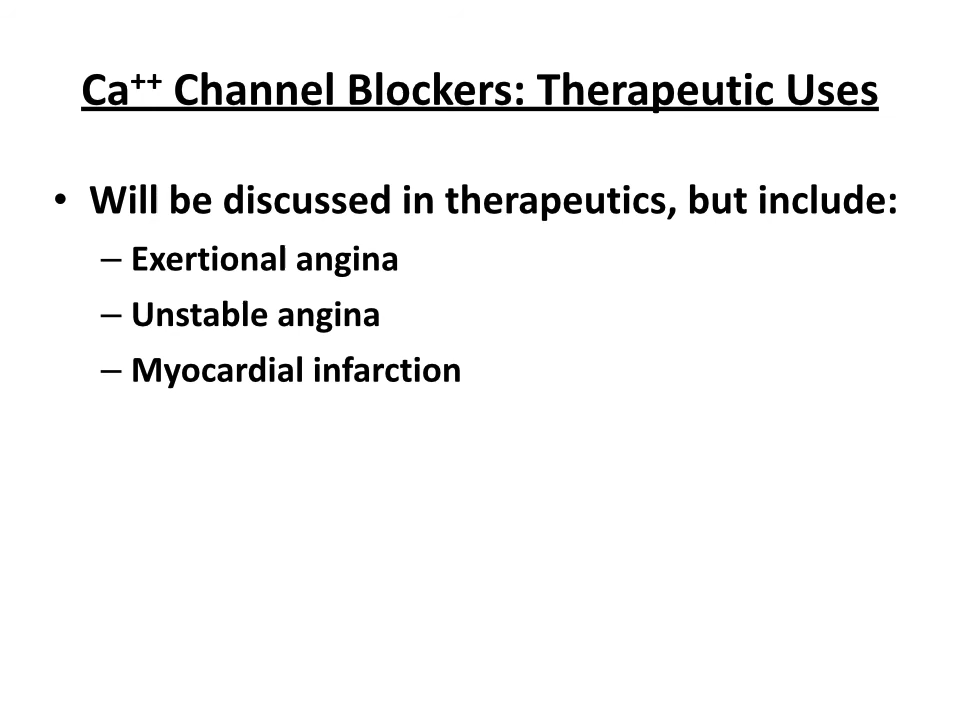 Ca⁺⁺ Channel Blockers: Therapeutic Uses
• Will be discussed in therapeutics, but include:
– Exertional angina
– Unstable angina
– Myocardial infarction